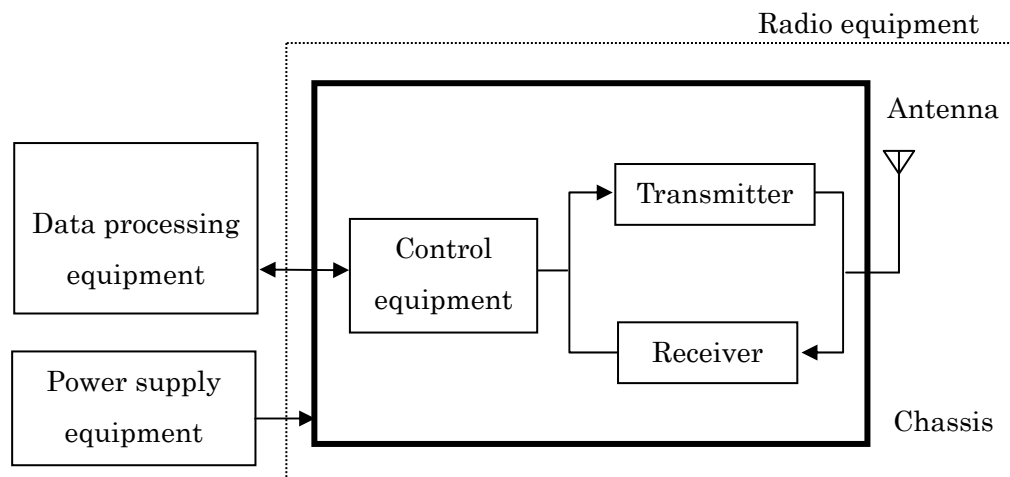 Radio equipment
Antenna
Data processing
equipment
Control
equipment
Transmitter
Receiver
Power supply
equipment
Chassis